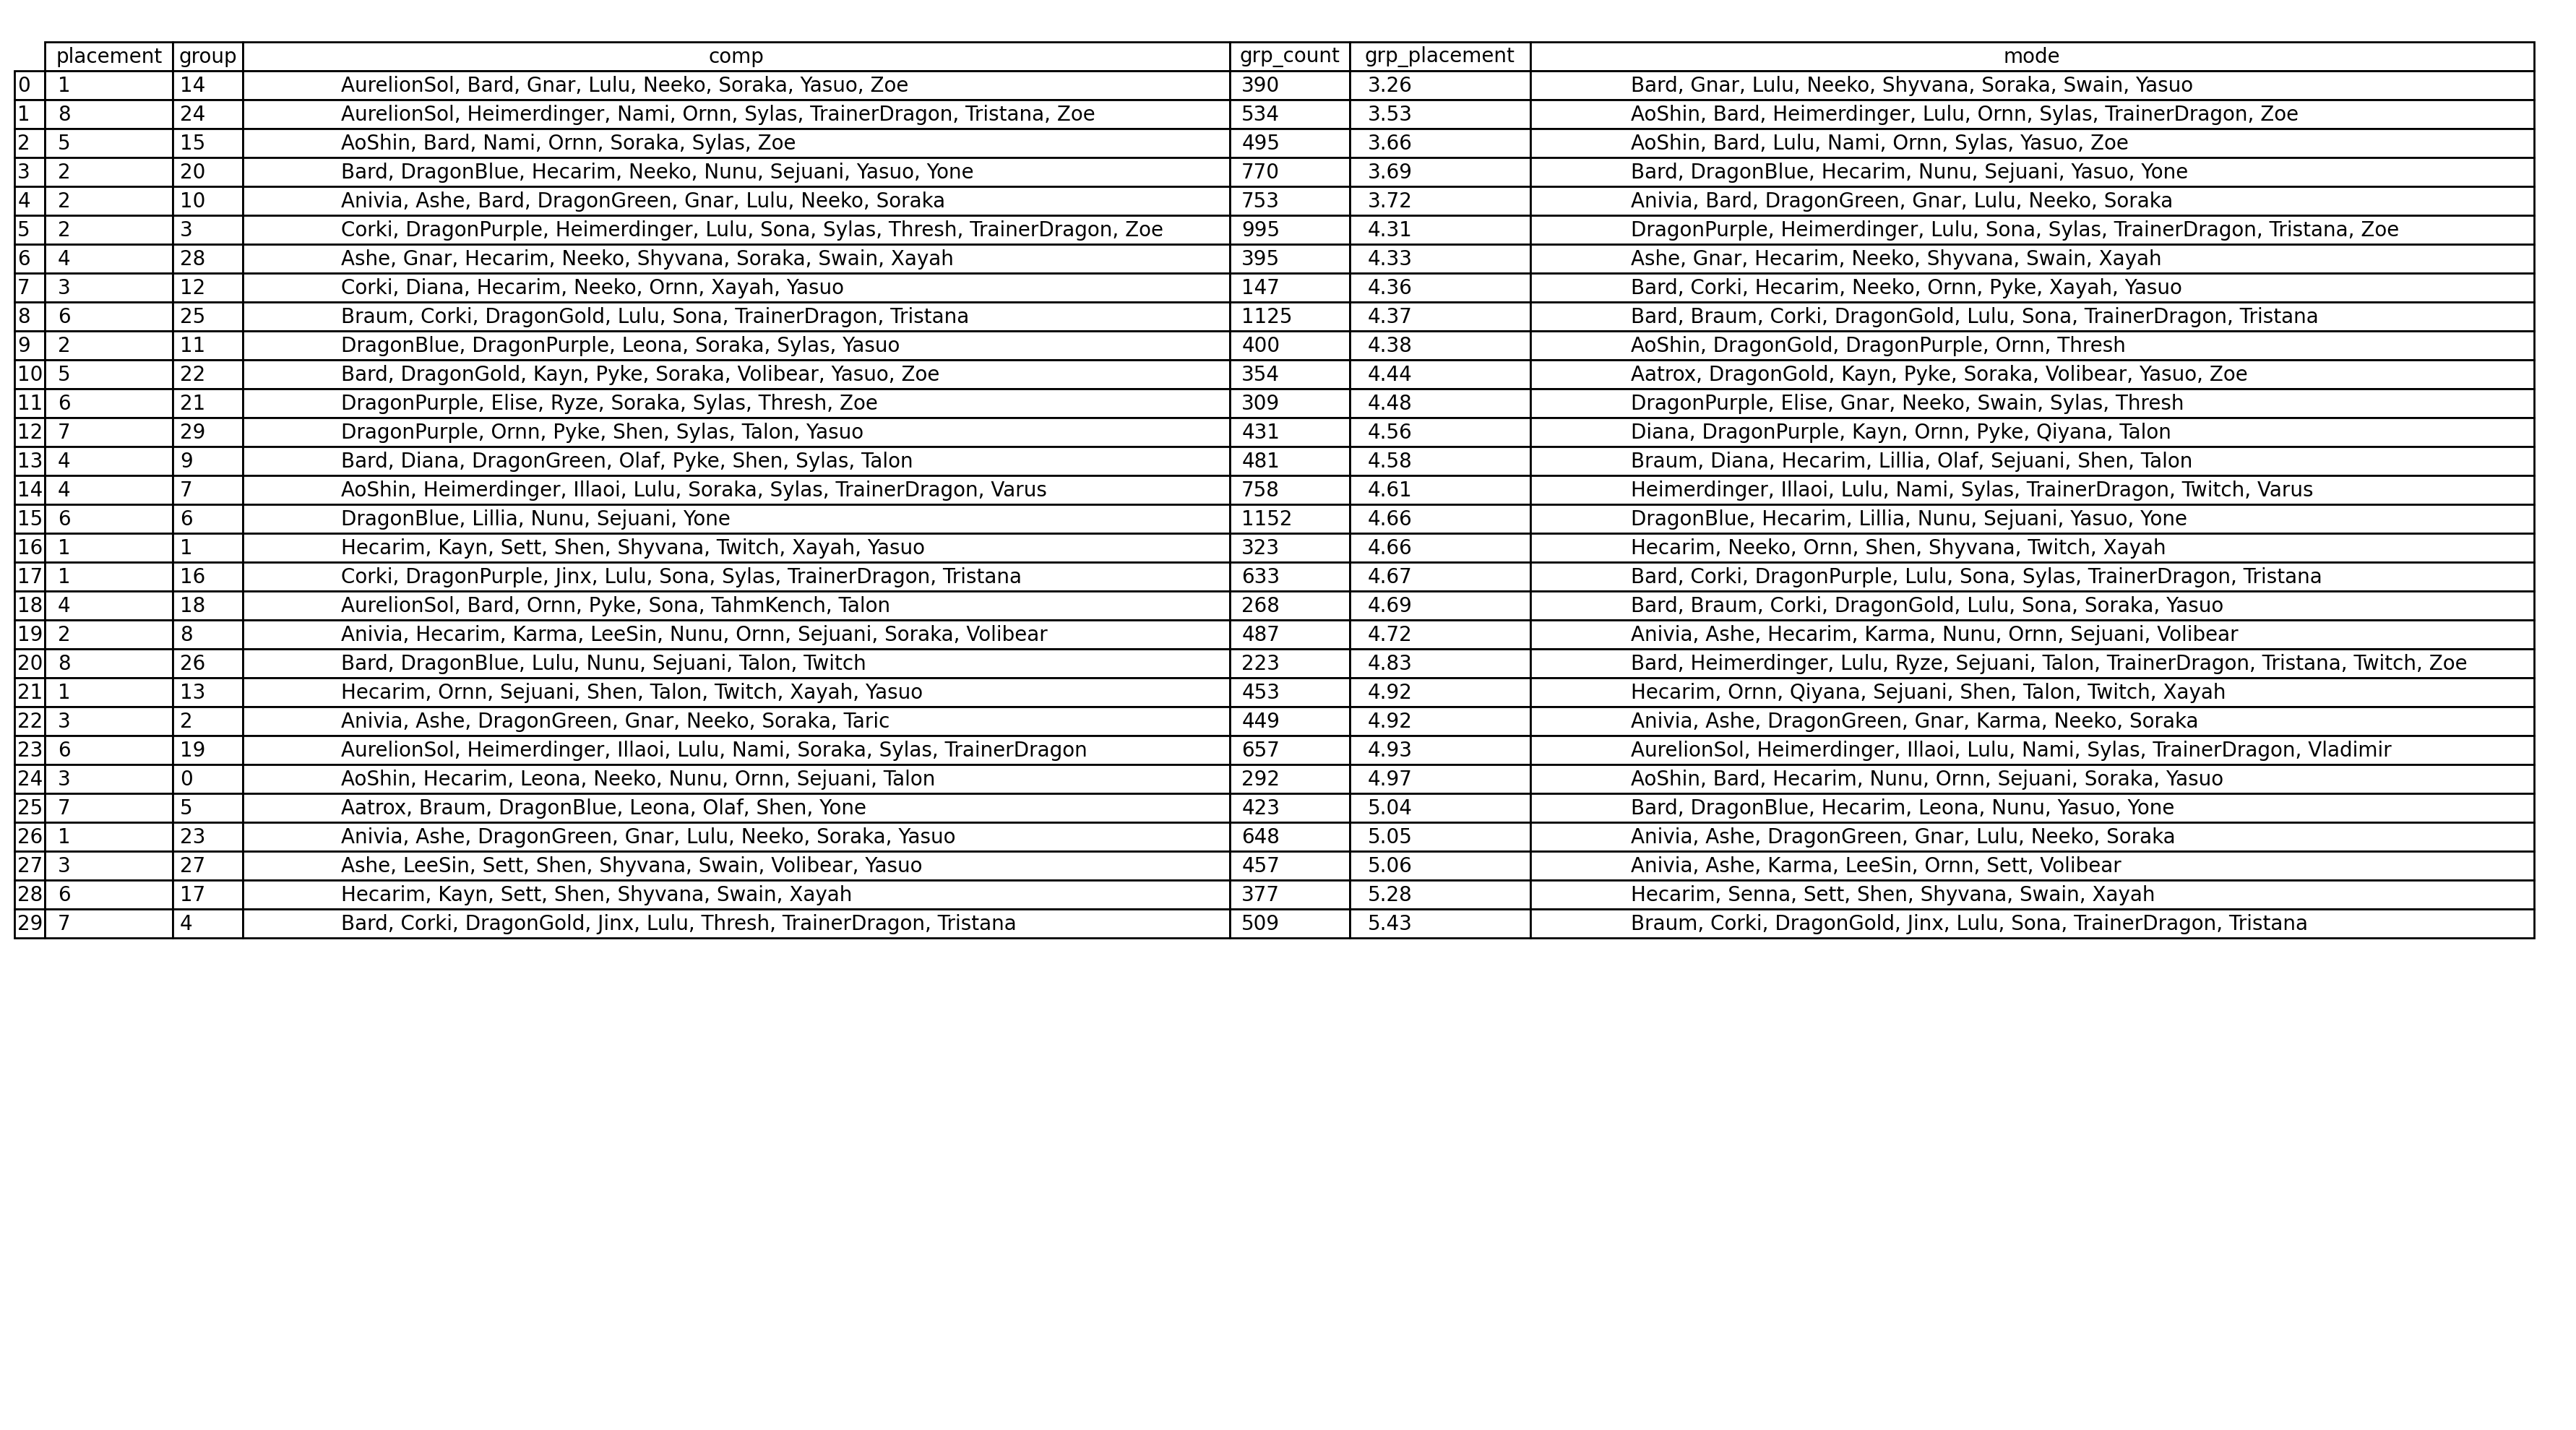 placement group comp grp_count grp_placement mode
0 1 14 AurelionSol, Bard, Gnar, Lulu, Neeko, Soraka, Yasuo, Zoe 390 3.26 Bard, Gnar, Lulu, Neeko, Shyvana, Soraka, Swain, Yasuo
1 8 24 AurelionSol, Heimerdinger, Nami, Ornn, Sylas, TrainerDragon, Tristana, Zoe 534 3.53 AoShin, Bard, Heimerdinger, Lulu, Ornn, Sylas, TrainerDragon, Zoe
2 5 15 AoShin, Bard, Nami, Ornn, Soraka, Sylas, Zoe 495 3.66 AoShin, Bard, Lulu, Nami, Ornn, Sylas, Yasuo, Zoe
3 2 20 Bard, DragonBlue, Hecarim, Neeko, Nunu, Sejuani, Yasuo, Yone 770 3.69 Bard, DragonBlue, Hecarim, Nunu, Sejuani, Yasuo, Yone
4 2 10 Anivia, Ashe, Bard, DragonGreen, Gnar, Lulu, Neeko, Soraka 753 3.72 Anivia, Bard, DragonGreen, Gnar, Lulu, Neeko, Soraka
5 2 3 Corki, DragonPurple, Heimerdinger, Lulu, Sona, Sylas, Thresh, TrainerDragon, Zoe 995 4.31 DragonPurple, Heimerdinger, Lulu, Sona, Sylas, TrainerDragon, Tristana, Zoe
6 4 28 Ashe, Gnar, Hecarim, Neeko, Shyvana, Soraka, Swain, Xayah 395 4.33 Ashe, Gnar, Hecarim, Neeko, Shyvana, Swain, Xayah
7 3 12 Corki, Diana, Hecarim, Neeko, Ornn, Xayah, Yasuo 147 4.36 Bard, Corki, Hecarim, Neeko, Ornn, Pyke, Xayah, Yasuo
8 6 25 Braum, Corki, DragonGold, Lulu, Sona, TrainerDragon, Tristana 1125 4.37 Bard, Braum, Corki, DragonGold, Lulu, Sona, TrainerDragon, Tristana
9 2 11 DragonBlue, DragonPurple, Leona, Soraka, Sylas, Yasuo 400 4.38 AoShin, DragonGold, DragonPurple, Ornn, Thresh
10 5 22 Bard, DragonGold, Kayn, Pyke, Soraka, Volibear, Yasuo, Zoe 354 4.44 Aatrox, DragonGold, Kayn, Pyke, Soraka, Volibear, Yasuo, Zoe
11 6 21 DragonPurple, Elise, Ryze, Soraka, Sylas, Thresh, Zoe 309 4.48 DragonPurple, Elise, Gnar, Neeko, Swain, Sylas, Thresh
12 7 29 DragonPurple, Ornn, Pyke, Shen, Sylas, Talon, Yasuo 431 4.56 Diana, DragonPurple, Kayn, Ornn, Pyke, Qiyana, Talon
13 4 9 Bard, Diana, DragonGreen, Olaf, Pyke, Shen, Sylas, Talon 481 4.58 Braum, Diana, Hecarim, Lillia, Olaf, Sejuani, Shen, Talon
14 4 7 AoShin, Heimerdinger, Illaoi, Lulu, Soraka, Sylas, TrainerDragon, Varus 758 4.61 Heimerdinger, Illaoi, Lulu, Nami, Sylas, TrainerDragon, Twitch, Varus
15 6 6 DragonBlue, Lillia, Nunu, Sejuani, Yone 1152 4.66 DragonBlue, Hecarim, Lillia, Nunu, Sejuani, Yasuo, Yone
16 1 1 Hecarim, Kayn, Sett, Shen, Shyvana, Twitch, Xayah, Yasuo 323 4.66 Hecarim, Neeko, Ornn, Shen, Shyvana, Twitch, Xayah
17 1 16 Corki, DragonPurple, Jinx, Lulu, Sona, Sylas, TrainerDragon, Tristana 633 4.67 Bard, Corki, DragonPurple, Lulu, Sona, Sylas, TrainerDragon, Tristana
18 4 18 AurelionSol, Bard, Ornn, Pyke, Sona, TahmKench, Talon 268 4.69 Bard, Braum, Corki, DragonGold, Lulu, Sona, Soraka, Yasuo
19 2 8 Anivia, Hecarim, Karma, LeeSin, Nunu, Ornn, Sejuani, Soraka, Volibear 487 4.72 Anivia, Ashe, Hecarim, Karma, Nunu, Ornn, Sejuani, Volibear
20 8 26 Bard, DragonBlue, Lulu, Nunu, Sejuani, Talon, Twitch 223 4.83 Bard, Heimerdinger, Lulu, Ryze, Sejuani, Talon, TrainerDragon, Tristana, Twitch, Zoe
21 1 13 Hecarim, Ornn, Sejuani, Shen, Talon, Twitch, Xayah, Yasuo 453 4.92 Hecarim, Ornn, Qiyana, Sejuani, Shen, Talon, Twitch, Xayah
22 3 2 Anivia, Ashe, DragonGreen, Gnar, Neeko, Soraka, Taric 449 4.92 Anivia, Ashe, DragonGreen, Gnar, Karma, Neeko, Soraka
23 6 19 AurelionSol, Heimerdinger, Illaoi, Lulu, Nami, Soraka, Sylas, TrainerDragon 657 4.93 AurelionSol, Heimerdinger, Illaoi, Lulu, Nami, Sylas, TrainerDragon, Vladimir
24 3 0 AoShin, Hecarim, Leona, Neeko, Nunu, Ornn, Sejuani, Talon 292 4.97 AoShin, Bard, Hecarim, Nunu, Ornn, Sejuani, Soraka, Yasuo
25 7 5 Aatrox, Braum, DragonBlue, Leona, Olaf, Shen, Yone 423 5.04 Bard, DragonBlue, Hecarim, Leona, Nunu, Yasuo, Yone
26 1 23 Anivia, Ashe, DragonGreen, Gnar, Lulu, Neeko, Soraka, Yasuo 648 5.05 Anivia, Ashe, DragonGreen, Gnar, Lulu, Neeko, Soraka
27 3 27 Ashe, LeeSin, Sett, Shen, Shyvana, Swain, Volibear, Yasuo 457 5.06 Anivia, Ashe, Karma, LeeSin, Ornn, Sett, Volibear
28 6 17 Hecarim, Kayn, Sett, Shen, Shyvana, Swain, Xayah 377 5.28 Hecarim, Senna, Sett, Shen, Shyvana, Swain, Xayah
29 7 4 Bard, Corki, DragonGold, Jinx, Lulu, Thresh, TrainerDragon, Tristana 509 5.43 Braum, Corki, DragonGold, Jinx, Lulu, Sona, TrainerDragon, Tristana